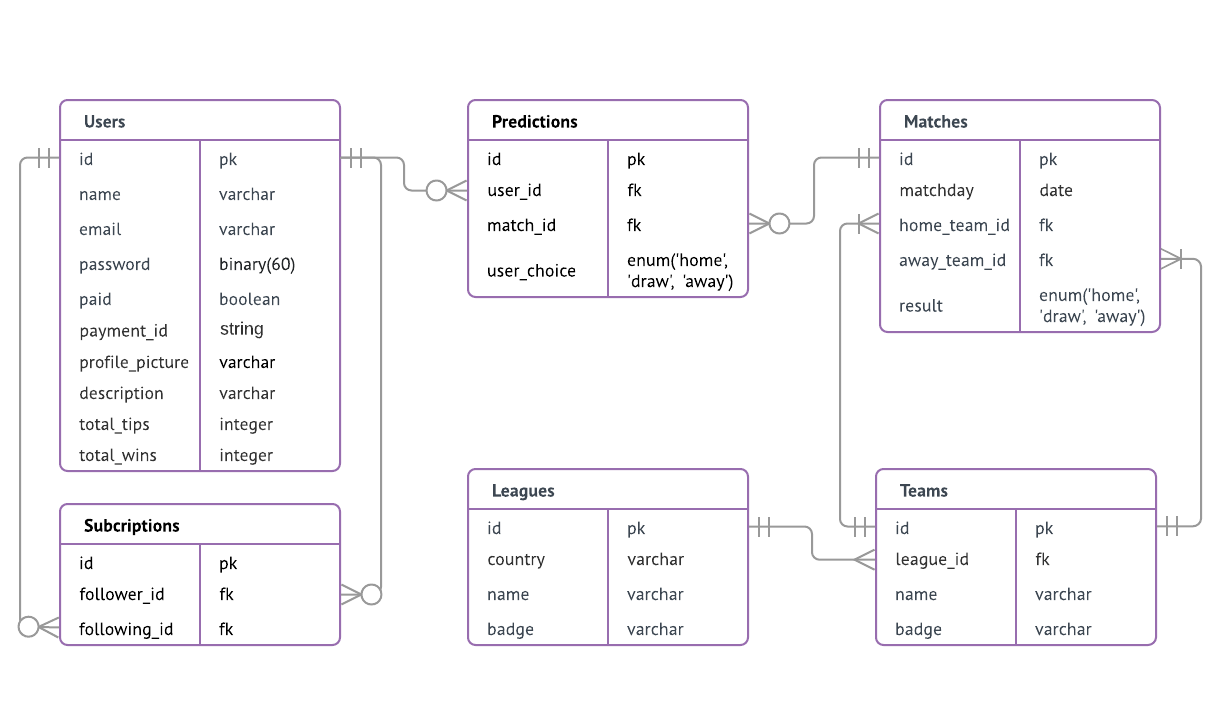 Users
id pk
name varchar
email varchar
password binary(60)
paid boolean
payment_id string
profile_picture varchar
description varchar
total_tips integer
total_wins integer
Predictions
id pk
user_id fk
match_id fk
user_choice enum('home',
'draw', 'away')
Matches
id pk
matchday date
home_team_id fk
away_team_id fk
result enum('home',
'draw', 'away')
Subcriptions
id pk
follower_id fk
following_id fk
Leagues
id pk
country varchar
name varchar
badge varchar
Teams
id pk
league_id fk
name varchar
badge varchar